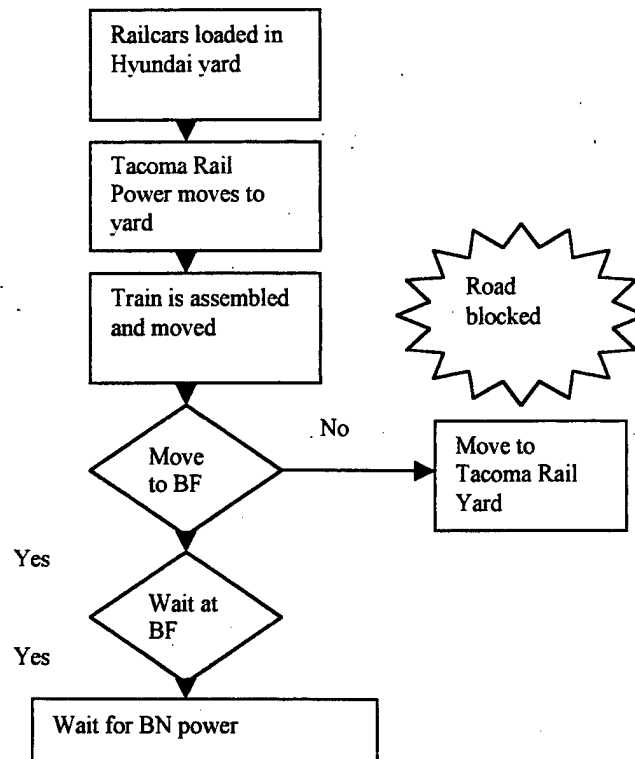 Railcars loaded in
Hyundai yard
Tacoma Rail
Power moves to
yard
Train is assembled
and moved
Road
blocked
No
Move
to BF
Move to
Tacoma Rail
Yard
Yes
Wait at
BF
Yes
Wait for BN power